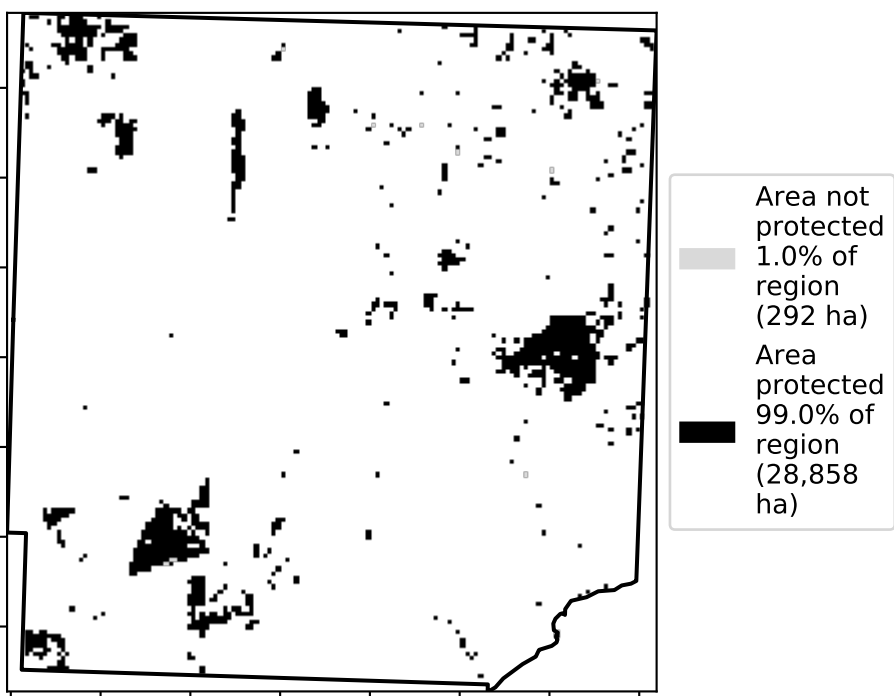 Area not
protected
1.0% of
region
(292 ha)
Area
protected
99.0% of
region
(28,858
ha)